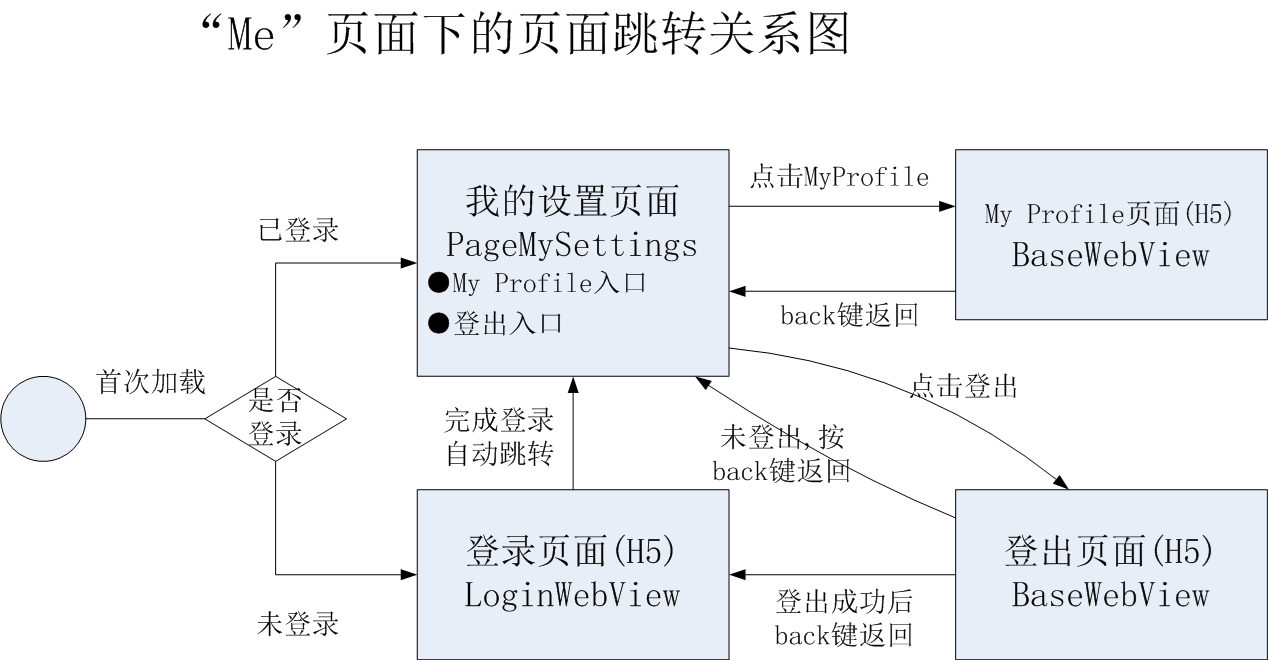 “Me”页面下的页面跳转关系图
我的设置页面
PageMySettings
●My Profile入口
●登出入口
点击MyProfile
My Profile页面(H5)
BaseWebView
已登录
back键返回
首次加载
是否
登录
点击登出
完成登录
自动跳转
未登出,按
back键返回
登录页面(H5)
LoginWebView
登出页面(H5)
BaseWebView
未登录
登出成功后
back键返回